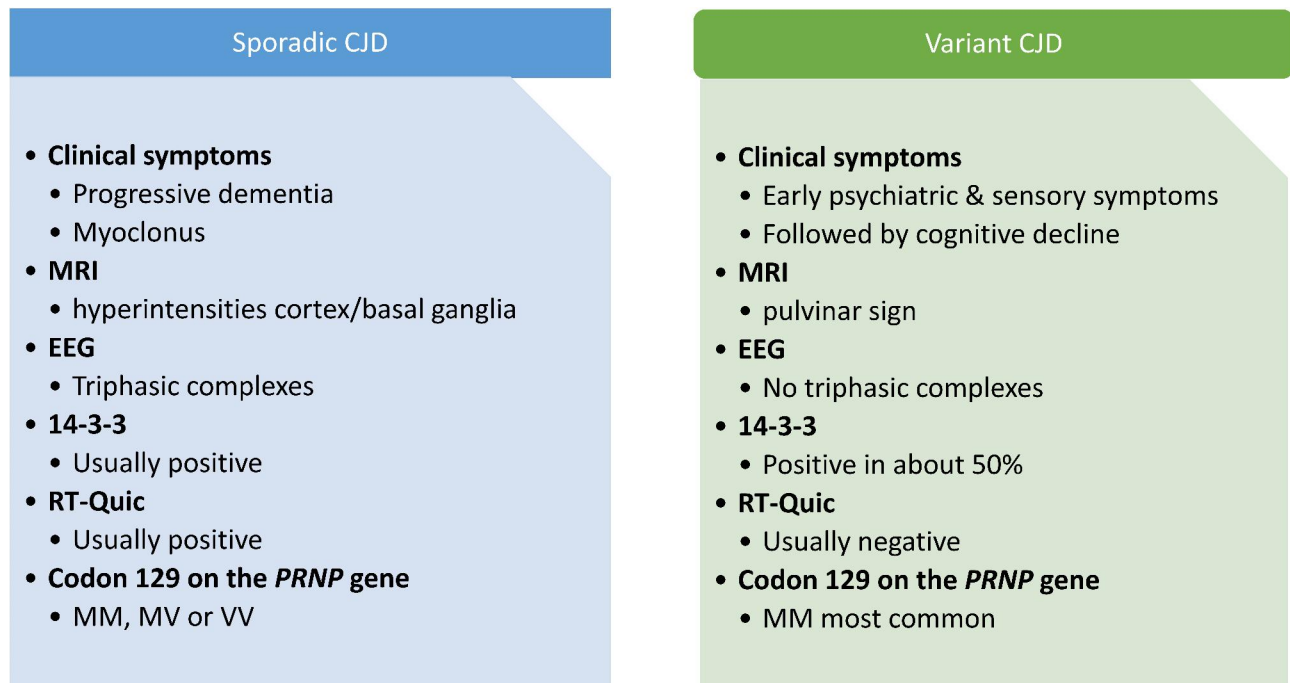 Sporadic CJD
• Clinical symptoms
• Progressive dementia
• Myoclonus
• MRI
• hyperintensities cortex/basal ganglia
• EEG
• Triphasic complexes
• 14-3-3
• Usually positive
• RT-Quic
• Usually positive
• Codon 129 on the PRNP gene
• MM, MV or VV
Variant CJD
• Clinical symptoms
• Early psychiatric & sensory symptoms
• Followed by cognitive decline
• MRI
• pulvinar sign
• EEG
• No triphasic complexes
• 14-3-3
• Positive in about 50%
• RT-Quic
• Usually negative
• Codon 129 on the PRNP gene
• MM most common